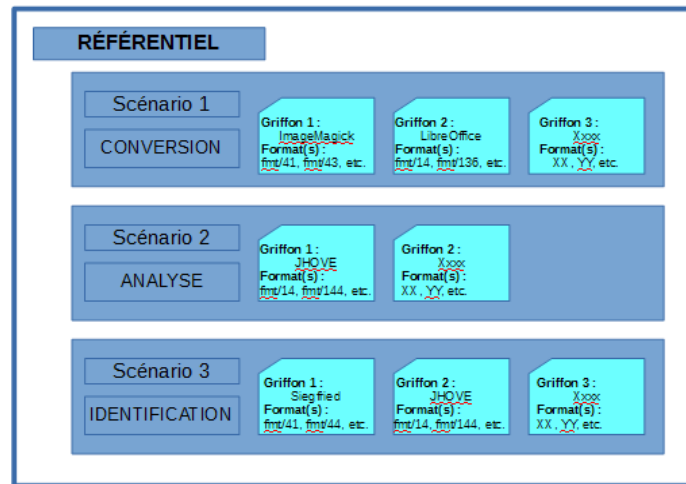 RÉFÉRENTIEL
Scénario 1
CONVERSION
Griffon 1 :
ImageMagick
Format(s) :
fmt/41, fmt/43, etc.
Griffon 2 :
LibreOffice
Format(s) :
fmt/14, fmt/136, etc.
Griffon 3 :
Xxxx
Format(s) :
XX , YY, etc.
Scénario 2
ANALYSE
Griffon 1 :
JHOVE
Format(s) :
fmt/14, fmt/144, etc.
Griffon 2 :
Xxxx
Format(s) :
XX , YY, etc.
Scénario 3
IDENTIFICATION
Griffon 1 :
Siegfried
Format(s) :
fmt/41, fmt/44, etc.
Griffon 2 :
JHOVE
Format(s) :
fmt/14, fmt/144, etc.
Griffon 3 :
Xxxx
Format(s) :
XX , YY, etc.